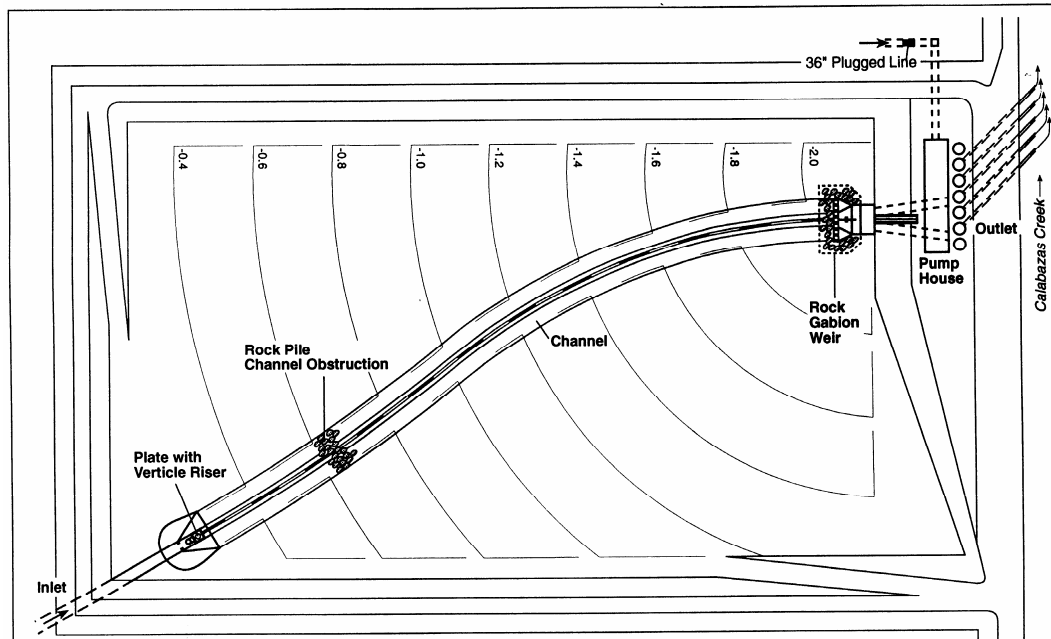 36" Plugged Line
-0.4
-0.6
-0.8
-1.0
-1.2
-1.4
-1.6
-1.8
-2.0
Outlet
Calabazas Creek
Pump
House
Rock
Gabion
Weir
Channel
Rock Pile
Channel Obstruction
Plate with
Verticle Riser
Inlet